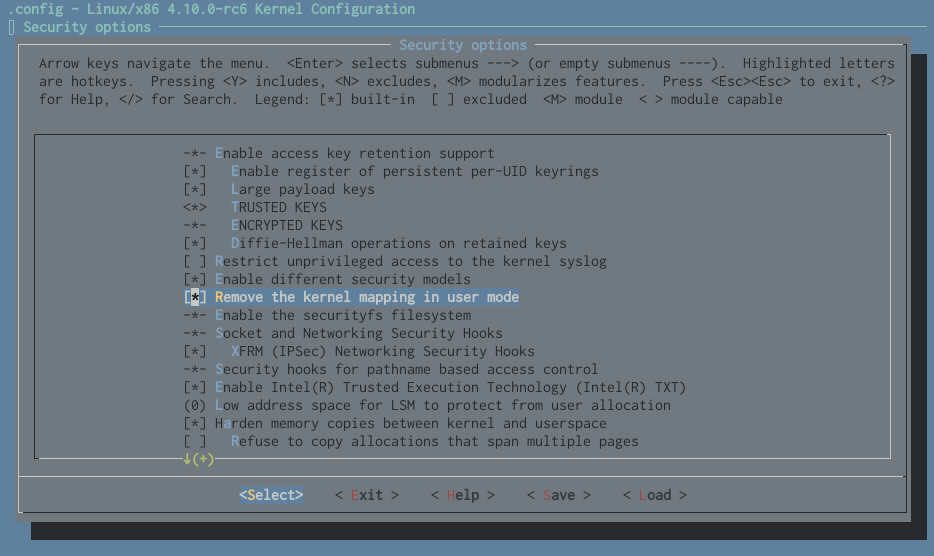 .config - Linux/x86 4.10.0-rc6 Kernel Configuration
Security options
Security options
Arrow keys navigate the menu.  <Enter> selects submenus ---> (or empty submenus ----).  Highlighted letters
are hotkeys.  Pressing <Y> includes, <N> excludes, <M> modularizes features.  Press <Esc><Esc> to exit, <?>
for Help, </> for Search.  Legend: [*] built-in  [ ] excluded  <M> module  < > module capable
-*- Enable access key retention support
[*]   Enable register of persistent per-UID keyrings
[*]   Large payload keys
<*>   TRUSTED KEYS
-*-   ENCRYPTED KEYS
[*]   Diffie-Hellman operations on retained keys
[ ] Restrict unprivileged access to the kernel syslog
[*] Enable different security models
[*] Remove the kernel mapping in user mode
-*- Enable the securityfs filesystem
-*- Socket and Networking Security Hooks
[*]   XFRM (IPSec) Networking Security Hooks
-*- Security hooks for pathname based access control
[*] Enable Intel(R) Trusted Execution Technology (Intel(R) TXT)
(0) Low address space for LSM to protect from user allocation
[*] Harden memory copies between kernel and userspace
[ ]   Refuse to copy allocations that span multiple pages
↓(+)
<Select>    < Exit >    < Help >    < Save >    < Load >